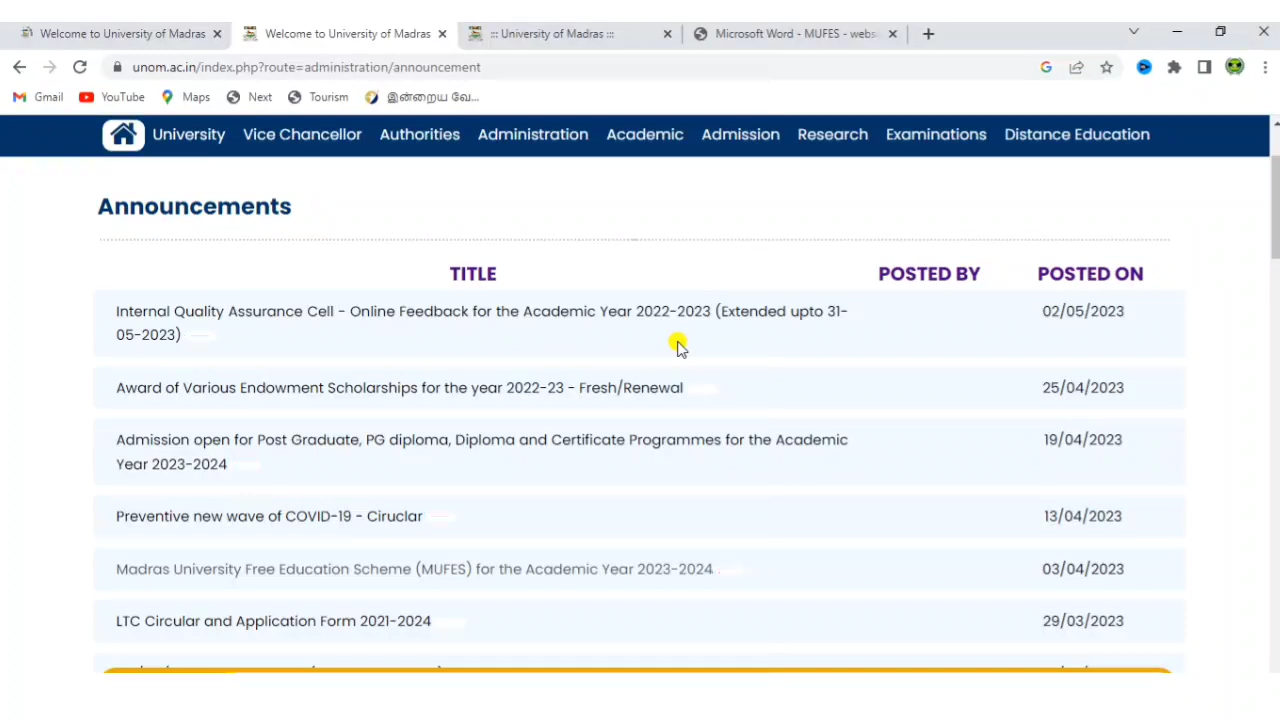 Welcome to University of Madras
Welcome to University of Madras
::: University of Madras :::
Microsoft Word - MUFES - webs
unom.ac.in/index.php?route=administration/announcement
Gmail YouTube Maps Next Tourism இன்றைய வே...
University Vice Chancellor Authorities Administration Academic Admission Research Examinations Distance Education
Announcements
TITLE POSTED BY POSTED ON
Internal Quality Assurance Cell - Online Feedback for the Academic Year 2022-2023 (Extended upto 31- 02/05/2023
05-2023)
Award of Various Endowment Scholarships for the year 2022-23 - Fresh/Renewal 25/04/2023
Admission open for Post Graduate, PG diploma, Diploma and Certificate Programmes for the Academic 19/04/2023
Year 2023-2024
Preventive new wave of COVID-19 - Ciruclar 13/04/2023
Madras University Free Education Scheme (MUFES) for the Academic Year 2023-2024 03/04/2023
LTC Circular and Application Form 2021-2024 29/03/2023